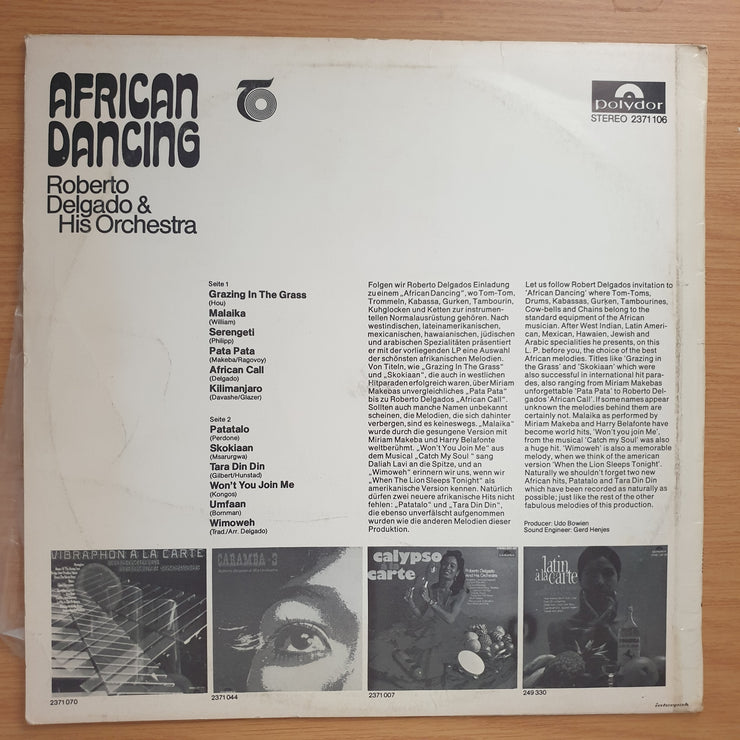 AFRICAN
DANCING
Roberto
Delgado &
His Orchestra
polydor
STEREO 2371 106
Seite 1
Grazing In The Grass
(Hou)
Malaika
(William)
Serengeti
(Philipp)
Pata Pata
(Makeba/Ragovoy)
African Call
(Delgado)
Kilimanjaro
(Davashe/Glazer)
Seite 2
Patatalo
(Perdone)
Skokiaan
(Msarurgwa)
Tara Din Din
(Gilbert/Hunstad)
Won't You Join Me
(Kongos)
Umfaan
(Bornman)
Wimoweh
(Trad./Arr. Delgado)
Folgen wir Roberto Delgados Einladung
zu einem „African Dancing", wo Tom-Tom,
Trommeln, Kabassa, Gurken, Tambourin,
Kuhglocken und Ketten zur instrumen-
tellen Normalausrüstung gehören. Nach
westindischen, lateinamerikanischen,
mexicanischen, hawaianischen, jüdischen
und arabischen Spezialitäten präsentiert
er mit der vorliegenden LP eine Auswahl
der schönsten afrikanischen Melodien.
Von Titeln, wie „Grazing In The Grass"
und „Skokiaan", die auch in westlichen
Hitparaden erfolgreich waren, über Miriam
Makebas unvergleichliches „Pata Pata"
bis zu Roberto Delgados „African Call".
Sollten auch manche Namen unbekannt
scheinen, die Melodien, die sich dahinter
verbergen, sind es keineswegs. „Malaika"
wurde durch die gesungene Version mit
Miriam Makeba und Harry Belafonte
weltberühmt. „Won't You Join Me" aus
dem Musical „Catch My Soul" sang
Daliah Lavi an die Spitze, und an
„Wimoweh" erinnern wir uns, wenn wir
„When The Lion Sleeps Tonight" als
amerikanische Version kennen. Natürlich
dürfen zwei neuere afrikanische Hits nicht
fehlen: „Patatalo" und „Tara Din Din",
die ebenso unverfälscht aufgenommen
wurden wie die anderen Melodien dieser
Produktion.
Let us follow Robert Delgados invitation to
'African Dancing' where Tom-Toms,
Drums, Kabassas, Gurken, Tambourines,
Cow-bells and Chains belong to the
standard equipment of the African
musician. After West Indian, Latin Ameri-
can, Mexican, Hawaien, Jewish and
Arabic specialities he presents, on this
L. P. before you, the choice of the best
African melodies. Titles like 'Grazing in
the Grass' and 'Skokiaan' which were
also successful in international hit para-
des, also ranging from Miriam Makebas
unforgettable 'Pata Pata' to Roberto Del-
gados 'African Call'. If some names appear
unknown the melodies behind them are
certainly not. Malaika as performed by
Miriam Makeba and Harry Belafonte have
become world hits, 'Won't you join Me',
from the musical 'Catch my Soul' was also
a huge hit. 'Wimoweh' is also a memorable
melody, when we think of the american
version 'When the Lion Sleeps Tonight'.
Naturally we shouldn't forget two new
African hits, Patatalo and Tara Din Din
which have been recorded as naturally as
possible; just like the rest of the other
fabulous melodies of this production.
Producer: Udo Bowien
Sound Engineer: Gerd Henjes
VIBRAPHON A LA CARTE
CARAMBA · 3
calypso
carte
Roberto Delgado
And His Orchestra
latin
à la carte
2371 070
2371 044
2371 007
249 330